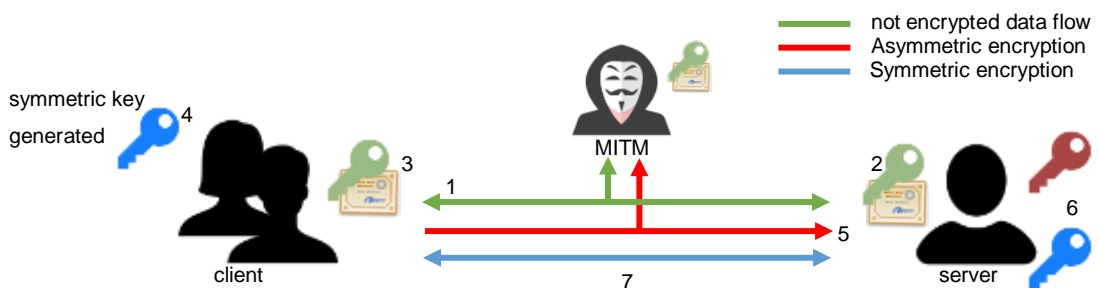 not encrypted data flow
Asymmetric encryption
Symmetric encryption
symmetric key
generated
4
MITM
3
2
1
5
6
7
client
server